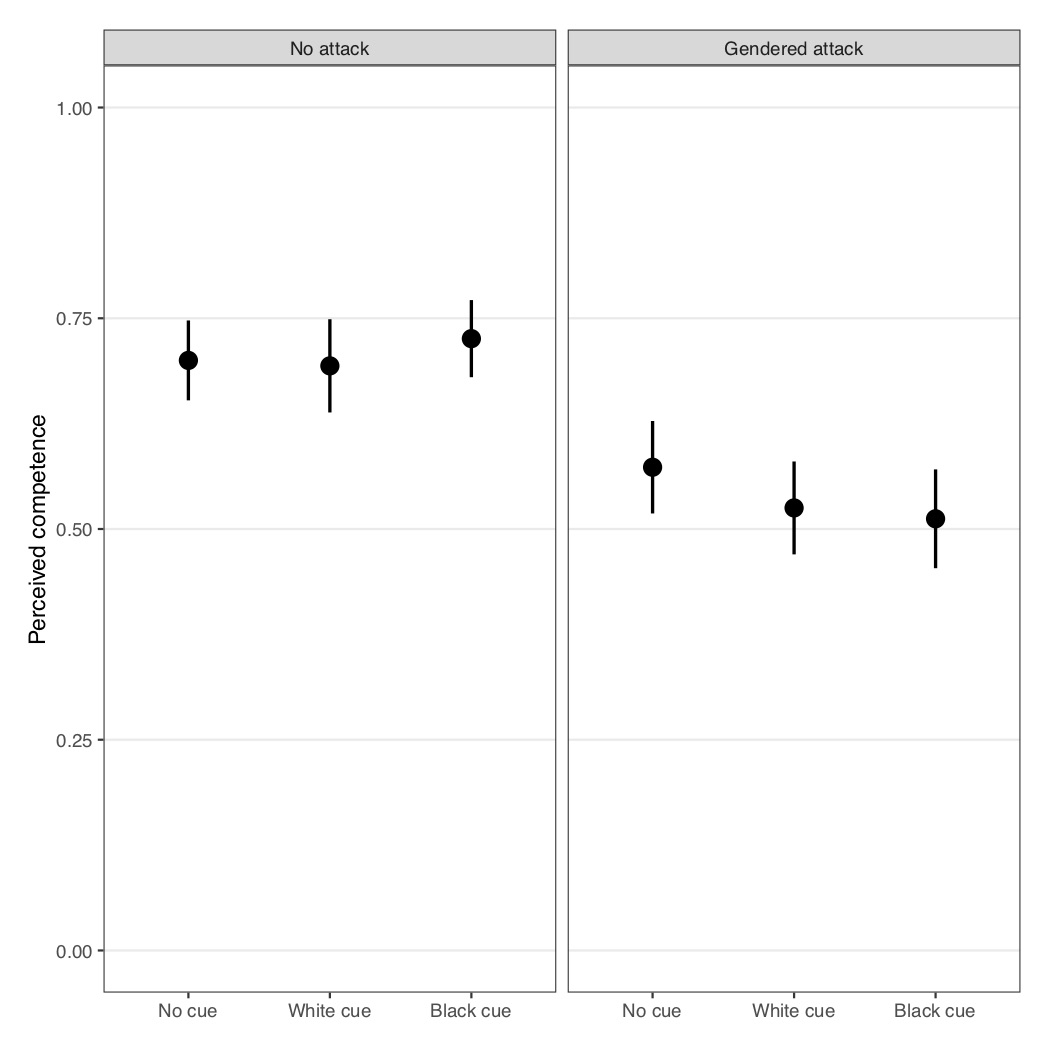 No attack
Gendered attack
Perceived competence
1.00
0.75
0.50
0.25
0.00
No cue
White cue
Black cue
No cue
White cue
Black cue